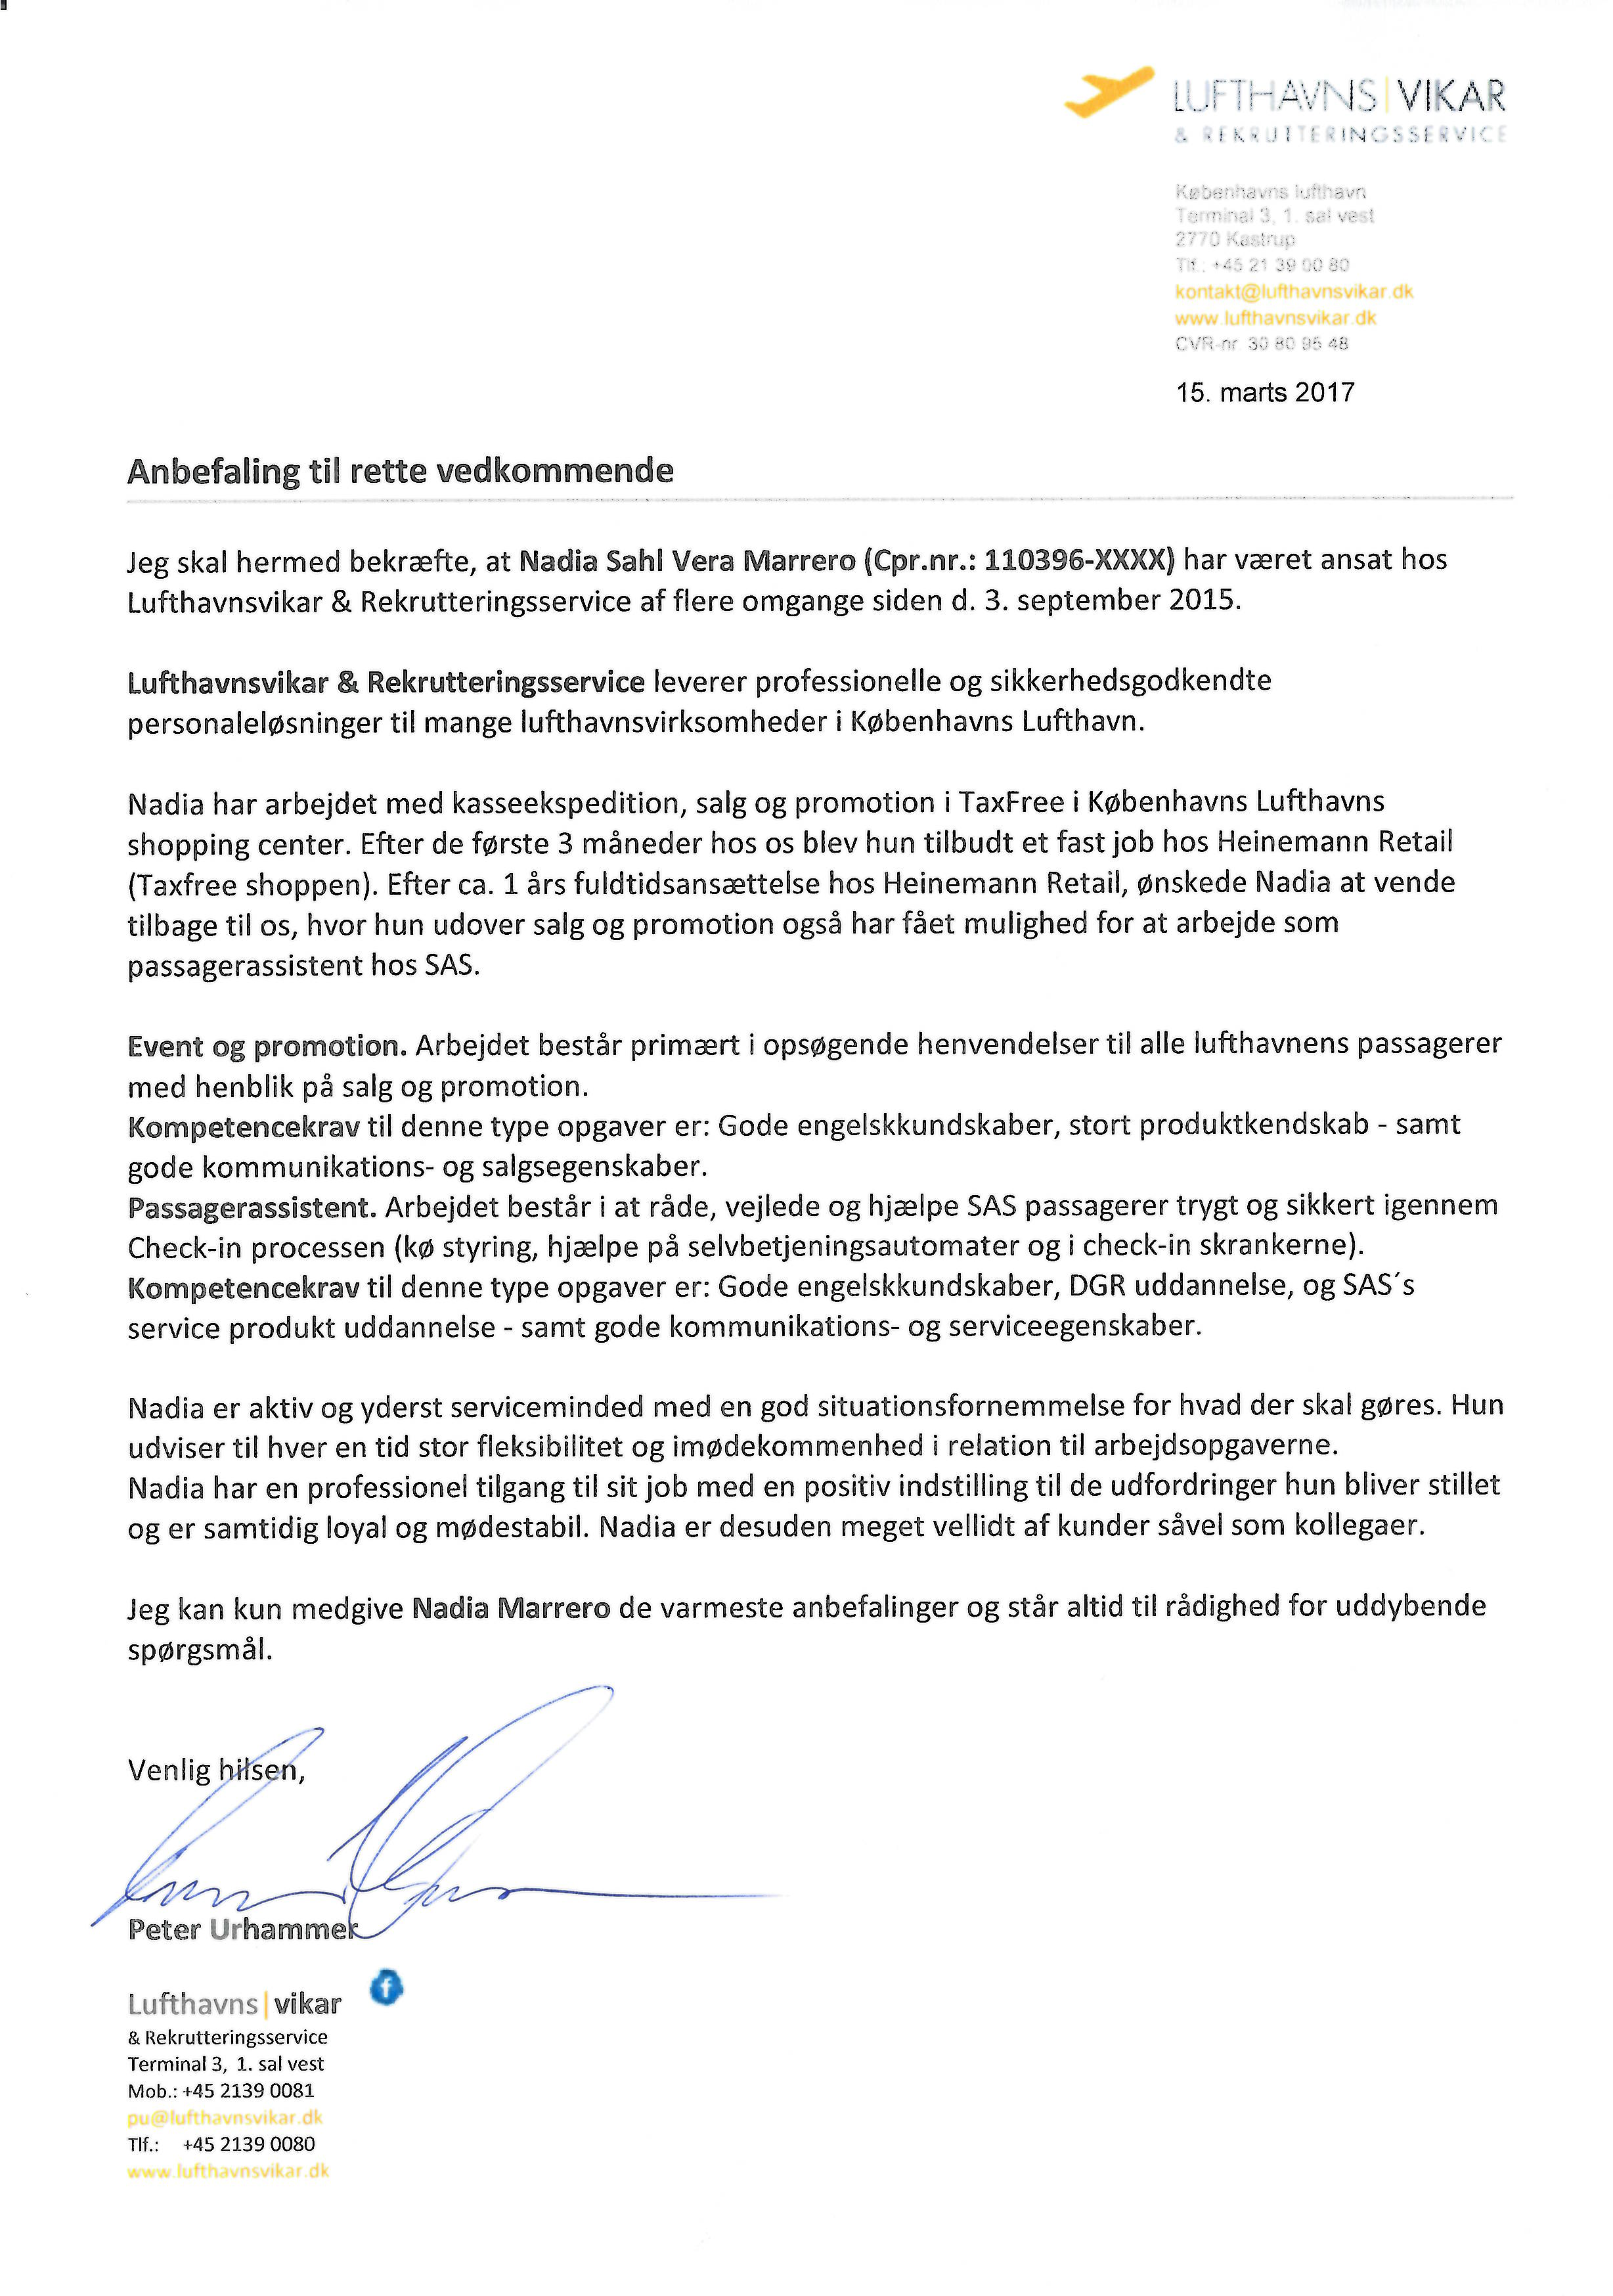 LUFTHAVNS|VIKAR
& REKRUTTERINGSSERVICE
Københavns lufthavn
Terminal 3, 1. sal vest
2770 Kastrup
Tlf.: +45 21 39 00 80
kontakt@lufthavnsvikar.dk
www.lufthavnsvikar.dk
CVR-nr 30 80 95 48
15. marts 2017
Anbefaling til rette vedkommende
Jeg skal hermed bekræfte, at Nadia Sahl Vera Marrero (Cpr.nr.: 110396-XXXX) har været ansat hos
Lufthavnsvikar & Rekrutteringsservice af flere omgange siden d. 3. september 2015.
Lufthavnsvikar & Rekrutteringsservice leverer professionelle og sikkerhedsgodkendte
personaleløsninger til mange lufthavnsvirksomheder i Københavns Lufthavn.
Nadia har arbejdet med kasseekspedition, salg og promotion i TaxFree i Københavns Lufthavns
shopping center. Efter de første 3 måneder hos os blev hun tilbudt et fast job hos Heinemann Retail
(Taxfree shoppen). Efter ca. 1 års fuldtidsansættelse hos Heinemann Retail, ønskede Nadia at vende
tilbage til os, hvor hun udover salg og promotion også har fået mulighed for at arbejde som
passagerassistent hos SAS.
Event og promotion. Arbejdet består primært i opsøgende henvendelser til alle lufthavnens passagerer
med henblik på salg og promotion.
Kompetencekrav til denne type opgaver er: Gode engelskkundskaber, stort produktkendskab - samt
gode kommunikations- og salgsegenskaber.
Passagerassistent. Arbejdet består i at råde, vejlede og hjælpe SAS passagerer trygt og sikkert igennem
Check-in processen (kø styring, hjælpe på selvbetjeningsautomater og i check-in skrankerne).
Kompetencekrav til denne type opgaver er: Gode engelskkundskaber, DGR uddannelse, og SAS´s
service produkt uddannelse - samt gode kommunikations- og serviceegenskaber.
Nadia er aktiv og yderst serviceminded med en god situationsfornemmelse for hvad der skal gøres. Hun
udviser til hver en tid stor fleksibilitet og imødekommenhed i relation til arbejdsopgaverne.
Nadia har en professionel tilgang til sit job med en positiv indstilling til de udfordringer hun bliver stillet
og er samtidig loyal og mødestabil. Nadia er desuden meget vellidt af kunder såvel som kollegaer.
Jeg kan kun medgive Nadia Marrero de varmeste anbefalinger og står altid til rådighed for uddybende
spørgsmål.
Venlig hilsen,
Peter Urhammer
Lufthavns|vikar
& Rekrutteringsservice
Terminal 3, 1. sal vest
Mob.: +45 2139 0081
pu@lufthavnsvikar.dk
Tlf.: +45 2139 0080
www.lufthavnsvikar.dk